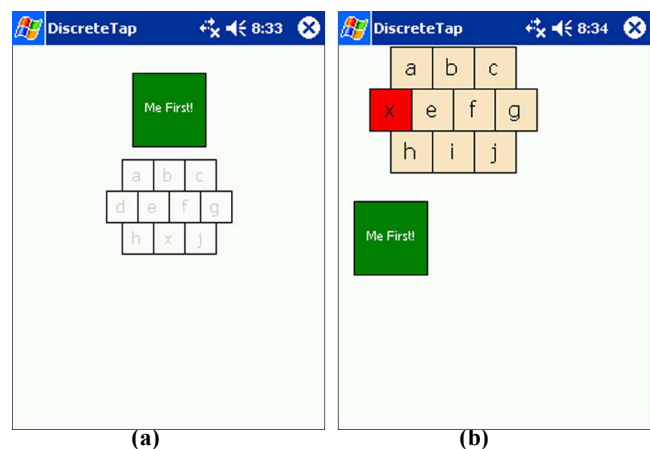 DiscreteTap 8:33
Me First!
a b c
d e f g
h x j
(a)
DiscreteTap 8:34
a b c
x e f g
h i j
Me First!
(b)